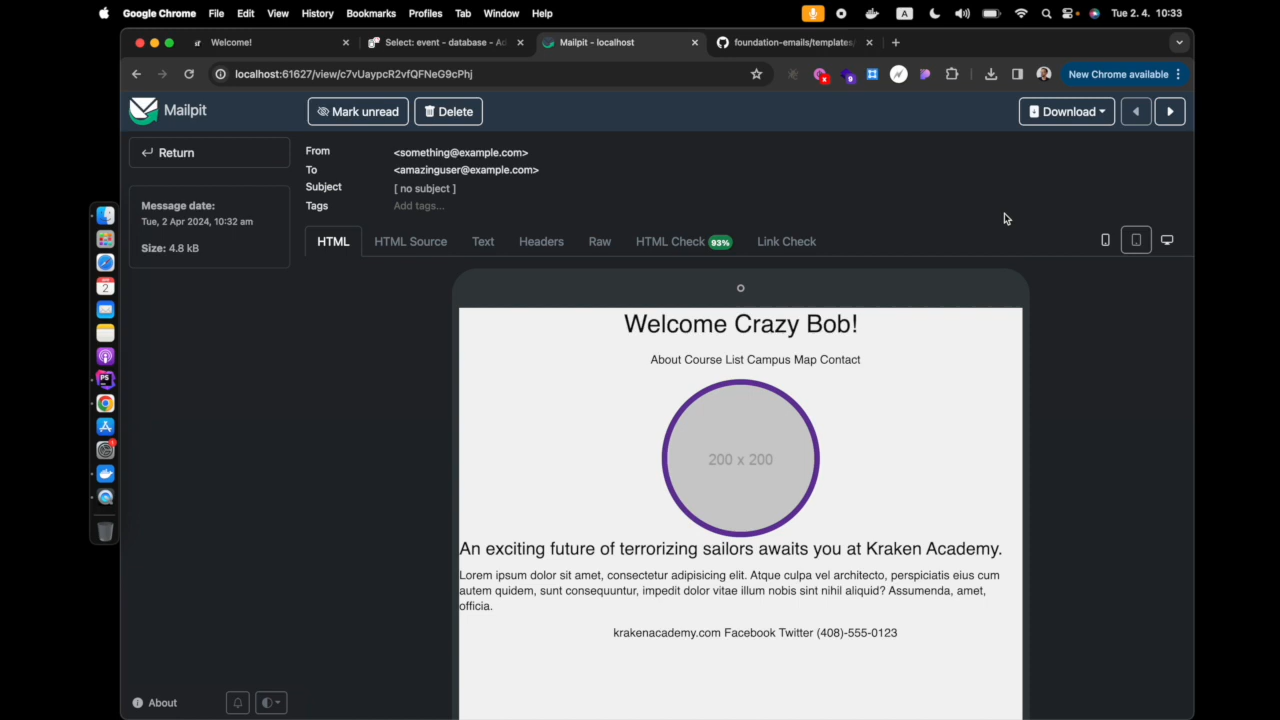 Google Chrome File Edit View History Bookmarks Profiles Tab Window Help A Tue 2. 4. 10:33
Welcome! Select: event - database - Ad Mailpit - localhost foundation-emails/templates/
localhost:61627/view/c7vUaypcR2vfQFNeG9cPhj 9 New Chrome available
Mailpit Mark unread Delete Download
Return
From <something@example.com>
To <amazinguser@example.com>
Subject [ no subject ]
Tags Add tags...
Message date:
Tue, 2 Apr 2024, 10:32 am
Size: 4.8 kB
HTML HTML Source Text Headers Raw HTML Check 93% Link Check
2
PS
Welcome Crazy Bob!
About Course List Campus Map Contact
200 x 200
An exciting future of terrorizing sailors awaits you at Kraken Academy.
Lorem ipsum dolor sit amet, consectetur adipisicing elit. Atque culpa vel architecto, perspiciatis eius cum
autem quidem, sunt consequuntur, impedit dolor vitae illum nobis sint nihil aliquid? Assumenda, amet,
officia.
krakenacademy.com Facebook Twitter (408)-555-0123
About